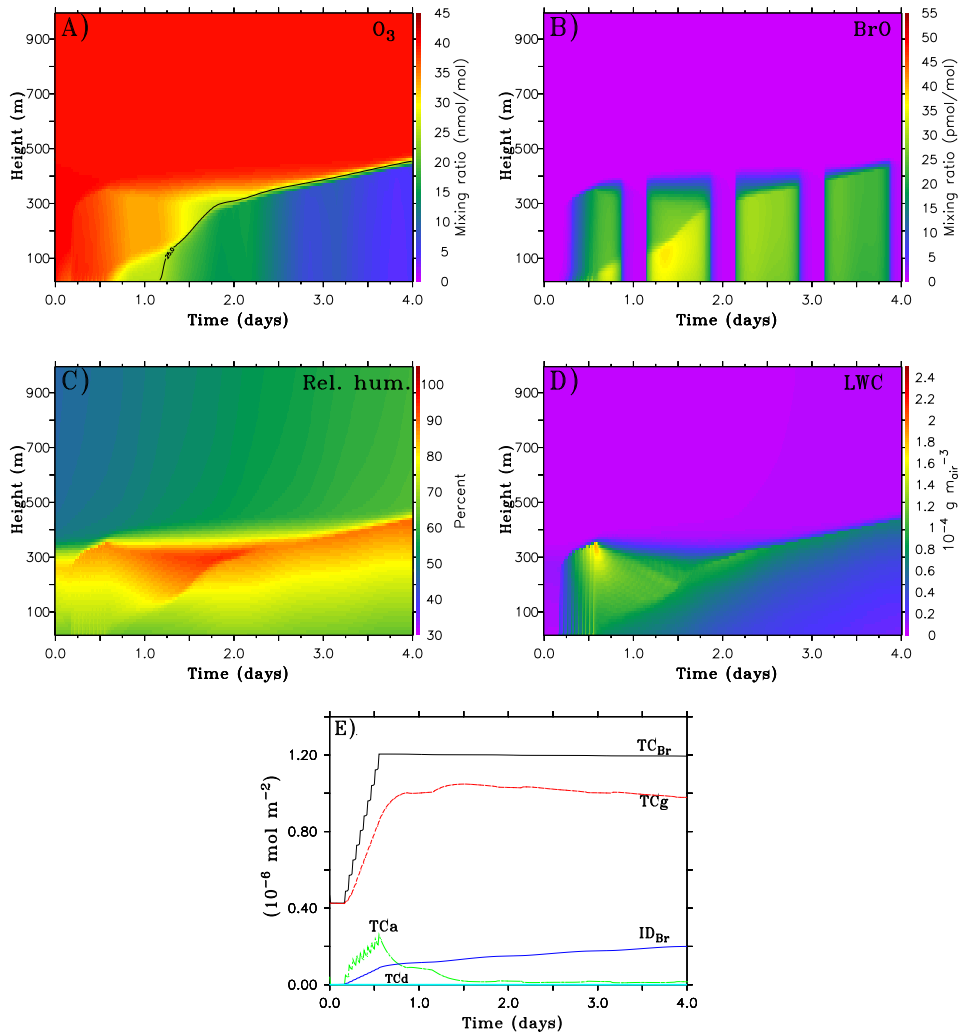 A)
O3
Height (m)
900
700
500
300
100
0.0 1.0 2.0 3.0 4.0
Time (days)
25.0
45
40
35
30
25
20
15
10
5
0
Mixing ratio (nmol/mol)
B)
BrO
Height (m)
900
700
500
300
100
0.0 1.0 2.0 3.0 4.0
Time (days)
55
50
45
40
35
30
25
20
15
10
5
0
Mixing ratio (pmol/mol)
C)
Rel. hum.
Height (m)
900
700
500
300
100
0.0 1.0 2.0 3.0 4.0
Time (days)
100
90
80
70
60
50
40
30
Percent
D)
LWC
Height (m)
900
700
500
300
100
0.0 1.0 2.0 3.0 4.0
Time (days)
2.4
2.2
2
1.8
1.6
1.4
1.2
1
0.8
0.6
0.4
0.2
0
10⁻⁴ g m_air⁻³
E)
(10⁻⁶ mol m⁻²)
1.20
0.80
0.40
0.00
TC_Br
TCg
TCa
ID_Br
TCd
0.0 1.0 2.0 3.0 4.0
Time (days)